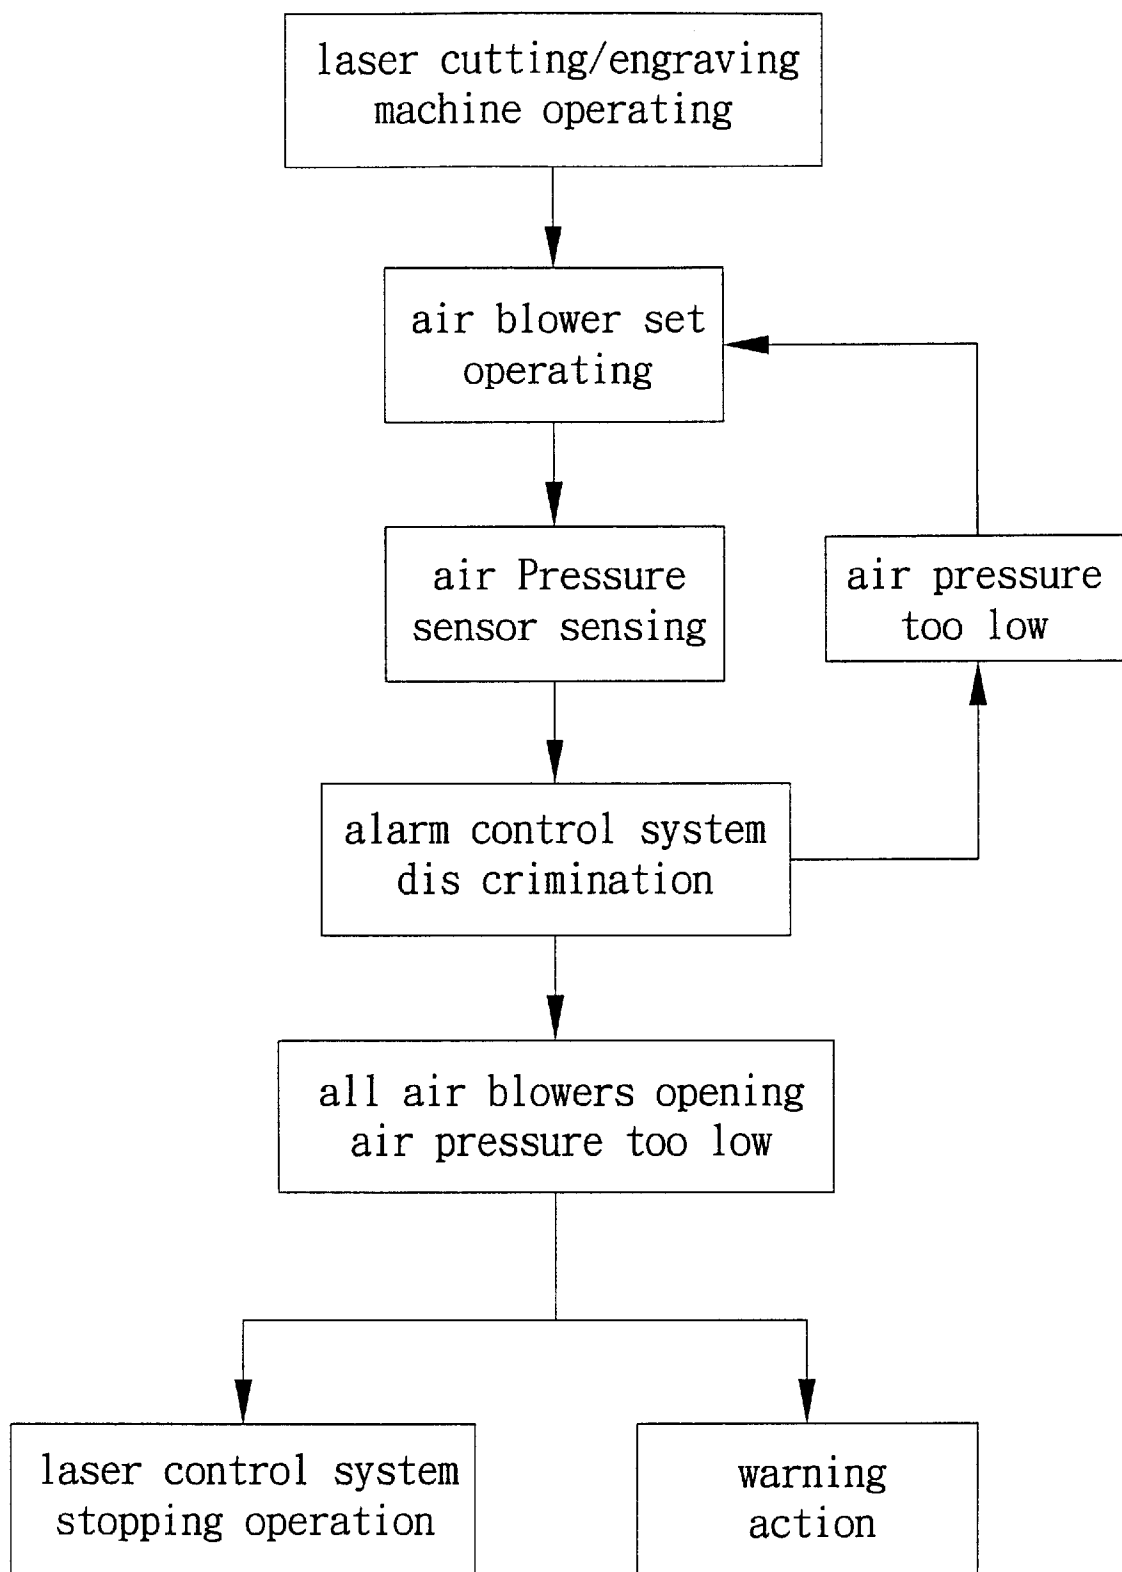 laser cutting/engraving
machine operating
air blower set
operating
air Pressure
sensor sensing
air pressure
too low
alarm control system
dis crimination
all air blowers opening
air pressure too low
laser control system
stopping operation
warning
action